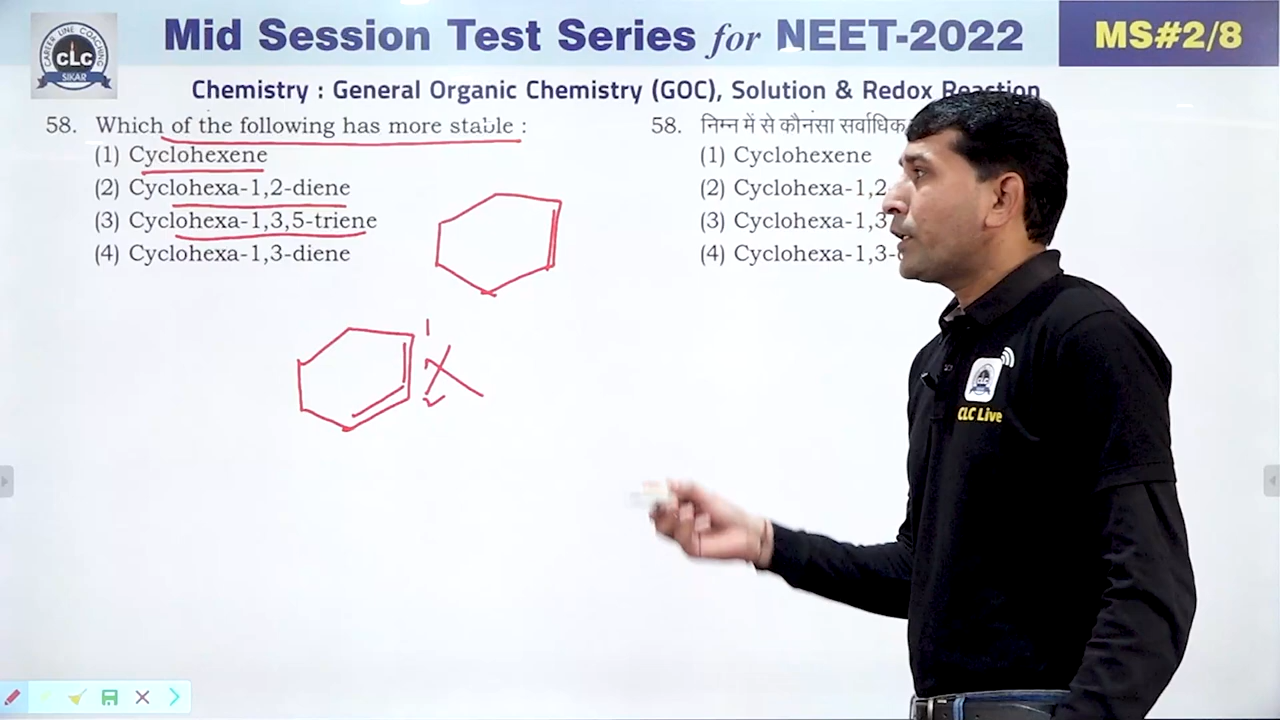 CAREER LINE COACHING
CLC
SIKAR
Mid Session Test Series for NEET-2022
MS#2/8
Chemistry : General Organic Chemistry (GOC), Solution & Redox Reaction
58. Which of the following has more stable :
(1) Cyclohexene
(2) Cyclohexa-1,2-diene
(3) Cyclohexa-1,3,5-triene
(4) Cyclohexa-1,3-diene
58. निम्न में से कौनसा सर्वाधिक
(1) Cyclohexene
(2) Cyclohexa-1,2
(3) Cyclohexa-1,3
(4) Cyclohexa-1,3-
1
2
CLC
CLC Live